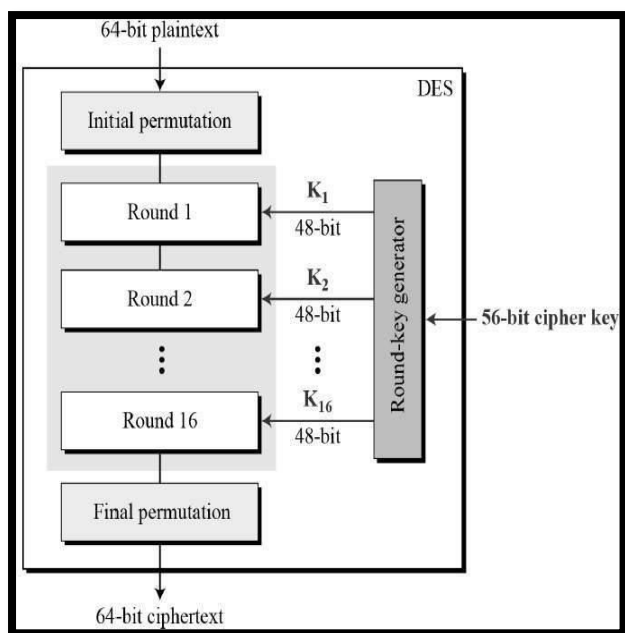 64-bit plaintext
DES
Initial permutation
Round 1
K1
48-bit
Round 2
K2
48-bit
Round-key generator
56-bit cipher key
Round 16
K16
48-bit
Final permutation
64-bit ciphertext